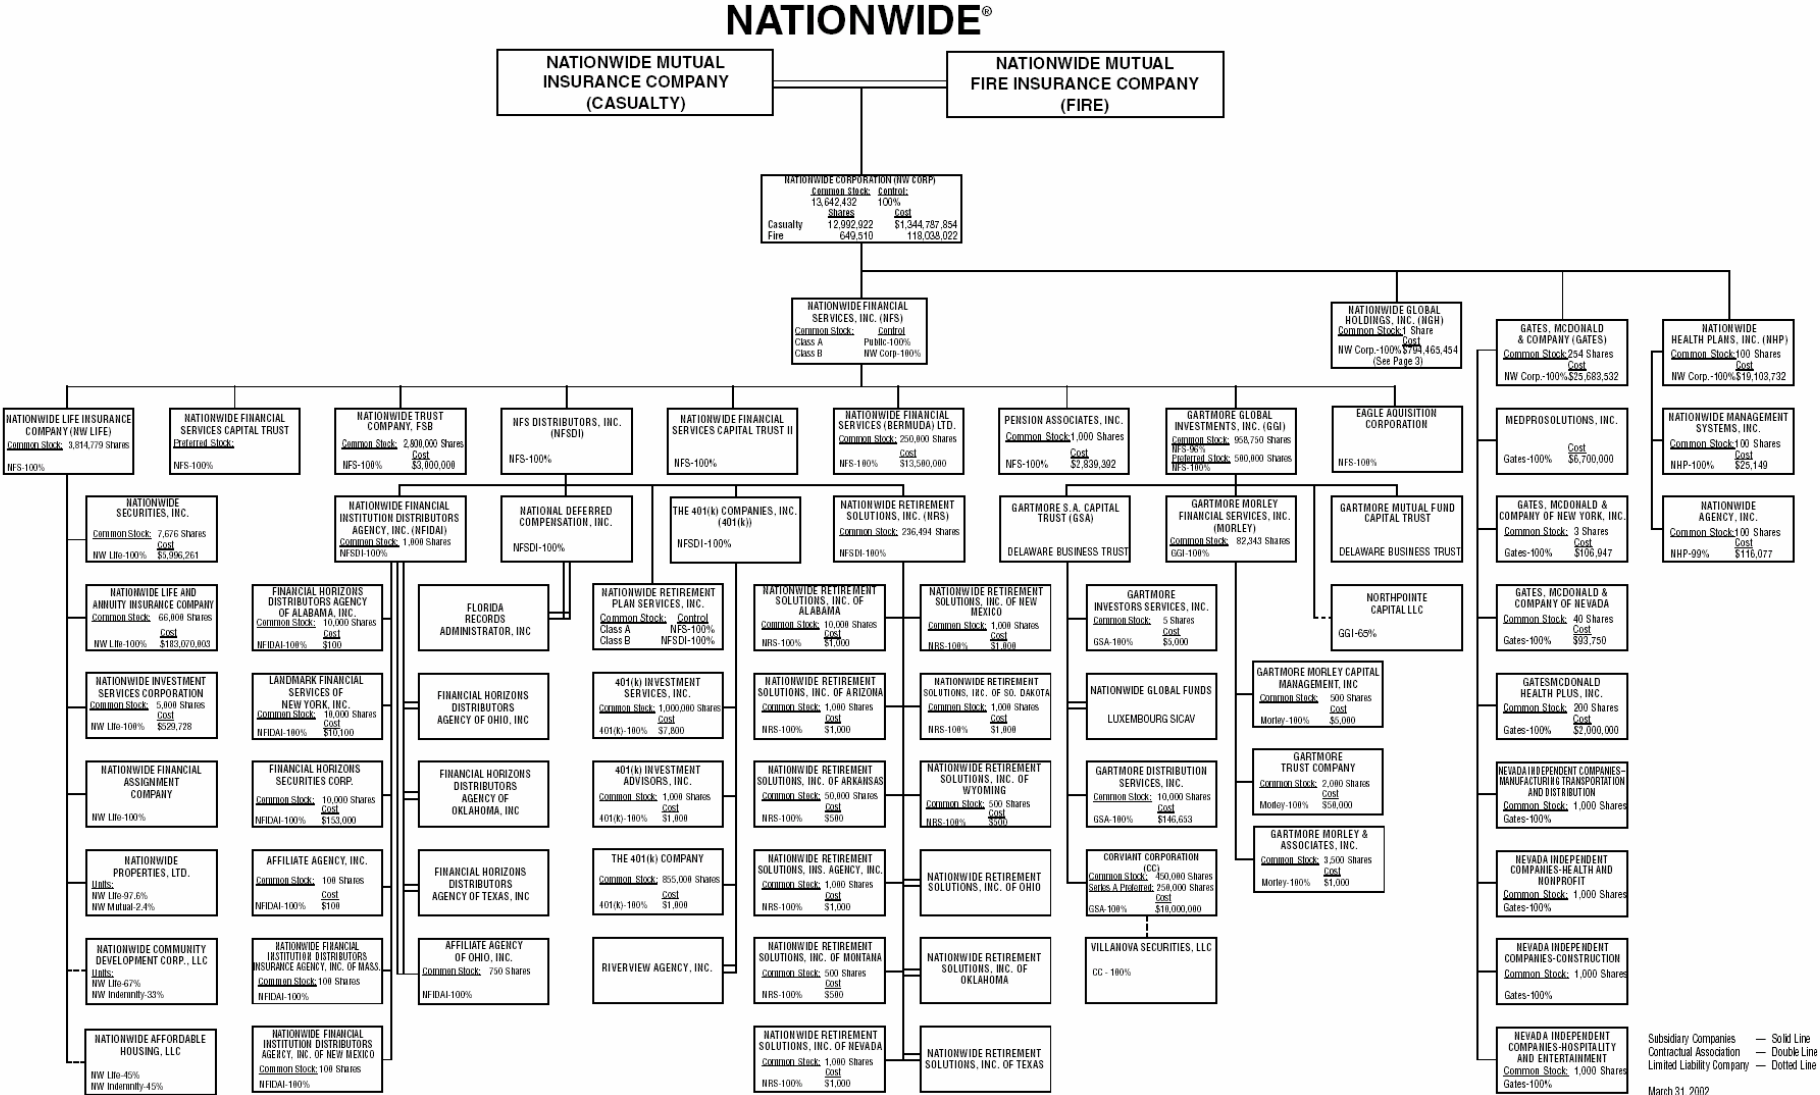 NATIONWIDE®
NATIONWIDE MUTUAL
INSURANCE COMPANY
(CASUALTY)
NATIONWIDE MUTUAL
FIRE INSURANCE COMPANY
(FIRE)
NATIONWIDE CORPORATION (NW CORP)
Common Stock: Control:
13,642,432 100%
Shares Cost
Casualty 12,992,922 $1,344,787,854
Fire 649,510 118,038,022
NATIONWIDE FINANCIAL
SERVICES, INC. (NFS)
Common Stock: Control
Class A Public-100%
Class B NW Corp-100%
NATIONWIDE GLOBAL
HOLDINGS, INC. (NGH)
Common Stock:1 Share
Cost
NW Corp.-100%$794,465,454
(See Page 3)
GATES, MCDONALD
& COMPANY (GATES)
Common Stock:254 Shares
Cost
NW Corp.-100%$25,683,532
NATIONWIDE
HEALTH PLANS, INC. (NHP)
Common Stock:100 Shares
Cost
NW Corp.-100%$19,103,732
NATIONWIDE LIFE INSURANCE
COMPANY (NW LIFE)
Common Stock: 3,814,779 Shares
NFS-100%
NATIONWIDE FINANCIAL
SERVICES CAPITAL TRUST
Preferred Stock:
NFS-100%
NATIONWIDE TRUST
COMPANY, FSB
Common Stock: 2,800,000 Shares
Cost
NFS-100% $3,000,000
NFS DISTRIBUTORS, INC.
(NFSDI)
NFS-100%
NATIONWIDE FINANCIAL
SERVICES CAPITAL TRUST II
NFS-100%
NATIONWIDE FINANCIAL
SERVICES (BERMUDA) LTD.
Common Stock: 250,000 Shares
Cost
NFS-100% $13,500,000
PENSION ASSOCIATES, INC.
Common Stock:1,000 Shares
Cost
NFS-100% $2,839,392
GARTMORE GLOBAL
INVESTMENTS, INC. (GGI)
Common Stock: 958,750 Shares
NFS-96%
Preferred Stock: 500,000 Shares
NFS-100%
EAGLE AQUISITION
CORPORATION
NFS-100%
MEDPROSOLUTIONS, INC.
Cost
Gates-100% $6,700,000
NATIONWIDE MANAGEMENT
SYSTEMS, INC.
Common Stock:100 Shares
Cost
NHP-100% $25,149
NATIONWIDE
SECURITIES, INC.
Common Stock: 7,676 Shares
Cost
NW Life-100% $5,996,261
NATIONWIDE FINANCIAL
INSTITUTION DISTRIBUTORS
AGENCY, INC. (NFIDAI)
Common Stock: 1,000 Shares
NFSDI-100%
NATIONAL DEFERRED
COMPENSATION, INC.
NFSDI-100%
THE 401(k) COMPANIES, INC.
(401(k))
NFSDI-100%
NATIONWIDE RETIREMENT
SOLUTIONS, INC. (NRS)
Common Stock: 236,494 Shares
NFSDI-100%
GARTMORE S.A. CAPITAL
TRUST (GSA)
DELAWARE BUSINESS TRUST
GARTMORE MORLEY
FINANCIAL SERVICES, INC.
(MORLEY)
Common Stock: 82,343 Shares
GGI-100%
GARTMORE MUTUAL FUND
CAPITAL TRUST
DELAWARE BUSINESS TRUST
GATES, MCDONALD &
COMPANY OF NEW YORK, INC.
Common Stock: 3 Shares
Cost
Gates-100% $106,947
NATIONWIDE
AGENCY, INC.
Common Stock:100 Shares
Cost
NHP-99% $116,077
NATIONWIDE LIFE AND
ANNUITY INSURANCE COMPANY
Common Stock: 66,000 Shares
Cost
NW Life-100% $183,070,003
FINANCIAL HORIZONS
DISTRIBUTORS AGENCY
OF ALABAMA, INC.
Common Stock: 10,000 Shares
Cost
NFIDAI-100% $100
FLORIDA
RECORDS
ADMINISTRATOR, INC
NATIONWIDE RETIREMENT
PLAN SERVICES, INC.
Common Stock: Control
Class A NFS-100%
Class B NFSDI-100%
NATIONWIDE RETIREMENT
SOLUTIONS, INC. OF
ALABAMA
Common Stock: 10,000 Shares
Cost
NRS-100% $1,000
NATIONWIDE RETIREMENT
SOLUTIONS, INC. OF NEW
MEXICO
Common Stock: 1,000 Shares
Cost
NRS-100% $1,000
GARTMORE
INVESTORS SERVICES, INC.
Common Stock: 5 Shares
Cost
GSA-100% $5,000
NORTHPOINTE
CAPITAL LLC
GGI-65%
GATES, MCDONALD &
COMPANY OF NEVADA
Common Stock: 40 Shares
Cost
Gates-100% $93,750
NATIONWIDE INVESTMENT
SERVICES CORPORATION
Common Stock: 5,000 Shares
Cost
NW Life-100% $529,728
LANDMARK FINANCIAL
SERVICES OF
NEW YORK, INC.
Common Stock: 10,000 Shares
Cost
NFIDAI-100% $10,100
FINANCIAL HORIZONS
DISTRIBUTORS
AGENCY OF OHIO, INC
401(k) INVESTMENT
SERVICES, INC.
Common Stock: 1,000,000 Shares
Cost
401(k)-100% $7,800
NATIONWIDE RETIREMENT
SOLUTIONS, INC. OF ARIZONA
Common Stock: 1,000 Shares
Cost
NRS-100% $1,000
NATIONWIDE RETIREMENT
SOLUTIONS, INC. OF SO. DAKOTA
Common Stock: 1,000 Shares
Cost
NRS-100% $1,000
NATIONWIDE GLOBAL FUNDS
LUXEMBOURG SICAV
GARTMORE MORLEY CAPITAL
MANAGEMENT, INC
Common Stock: 500 Shares
Cost
Morley-100% $5,000
GATESMCDONALD
HEALTH PLUS, INC.
Common Stock: 200 Shares
Cost
Gates-100% $2,000,000
NATIONWIDE FINANCIAL
ASSIGNMENT
COMPANY
NW Life-100%
FINANCIAL HORIZONS
SECURITIES CORP.
Common Stock: 10,000 Shares
Cost
NFIDAI-100% $153,000
FINANCIAL HORIZONS
DISTRIBUTORS
AGENCY OF
OKLAHOMA, INC
401(k) INVESTMENT
ADVISORS, INC.
Common Stock: 1,000 Shares
Cost
401(k)-100% $1,000
NATIONWIDE RETIREMENT
SOLUTIONS, INC. OF ARKANSAS
Common Stock: 50,000 Shares
Cost
NRS-100% $500
NATIONWIDE RETIREMENT
SOLUTIONS, INC. OF
WYOMING
Common Stock: 500 Shares
Cost
NRS-100% $500
GARTMORE DISTRIBUTION
SERVICES, INC.
Common Stock: 10,000 Shares
Cost
GSA-100% $146,653
GARTMORE
TRUST COMPANY
Common Stock: 2,000 Shares
Cost
Morley-100% $50,000
NEVADA INDEPENDENT COMPANIES-
MANUFACTURING TRANSPORTATION
AND DISTRIBUTION
Common Stock: 1,000 Shares
Gates-100%
NATIONWIDE
PROPERTIES, LTD.
Units:
NW Life-97.6%
NW Mutual-2.4%
AFFILIATE AGENCY, INC.
Common Stock: 100 Shares
Cost
NFIDAI-100% $100
FINANCIAL HORIZONS
DISTRIBUTORS
AGENCY OF TEXAS, INC
THE 401(k) COMPANY
Common Stock: 855,000 Shares
Cost
401(k)-100% $1,000
NATIONWIDE RETIREMENT
SOLUTIONS, INS. AGENCY, INC.
Common Stock: 1,000 Shares
Cost
NRS-100% $1,000
NATIONWIDE RETIREMENT
SOLUTIONS, INC. OF OHIO
CORVIANT CORPORATION
(CC)
Common Stock: 450,000 Shares
Series A Preferred: 250,000 Shares
Cost
GSA-100% $10,000,000
GARTMORE MORLEY &
ASSOCIATES, INC.
Common Stock: 3,500 Shares
Cost
Morley-100% $1,000
NEVADA INDEPENDENT
COMPANIES-HEALTH AND
NONPROFIT
Common Stock: 1,000 Shares
Gates-100%
NATIONWIDE COMMUNITY
DEVELOPMENT CORP., LLC
Units:
NW Life-67%
NW Indemnity-33%
NATIONWIDE FINANCIAL
INSTITUTION DISTRIBUTORS
INSURANCE AGENCY, INC. OF MASS.
Common Stock: 100 Shares
NFIDAI-100%
AFFILIATE AGENCY
OF OHIO, INC.
Common Stock: 750 Shares
NFIDAI-100%
RIVERVIEW AGENCY, INC.
NATIONWIDE RETIREMENT
SOLUTIONS, INC. OF MONTANA
Common Stock: 500 Shares
Cost
NRS-100% $500
NATIONWIDE RETIREMENT
SOLUTIONS, INC. OF
OKLAHOMA
VILLANOVA SECURITIES, LLC
CC - 100%
NEVADA INDEPENDENT
COMPANIES-CONSTRUCTION
Common Stock: 1,000 Shares
Gates-100%
NATIONWIDE AFFORDABLE
HOUSING, LLC
NW Life-45%
NW Indemnity-45%
NATIONWIDE FINANCIAL
INSTITUTION DISTRIBUTORS
AGENCY, INC. OF NEW MEXICO
Common Stock: 100 Shares
NFIDAI-100%
NATIONWIDE RETIREMENT
SOLUTIONS, INC. OF NEVADA
Common Stock: 1,000 Shares
Cost
NRS-100% $1,000
NATIONWIDE RETIREMENT
SOLUTIONS, INC. OF TEXAS
NEVADA INDEPENDENT
COMPANIES-HOSPITALITY
AND ENTERTAINMENT
Common Stock: 1,000 Shares
Gates-100%
Subsidiary Companies — Solid Line
Contractual Association — Double Line
Limited Liability Company — Dotted Line
March 31, 2002